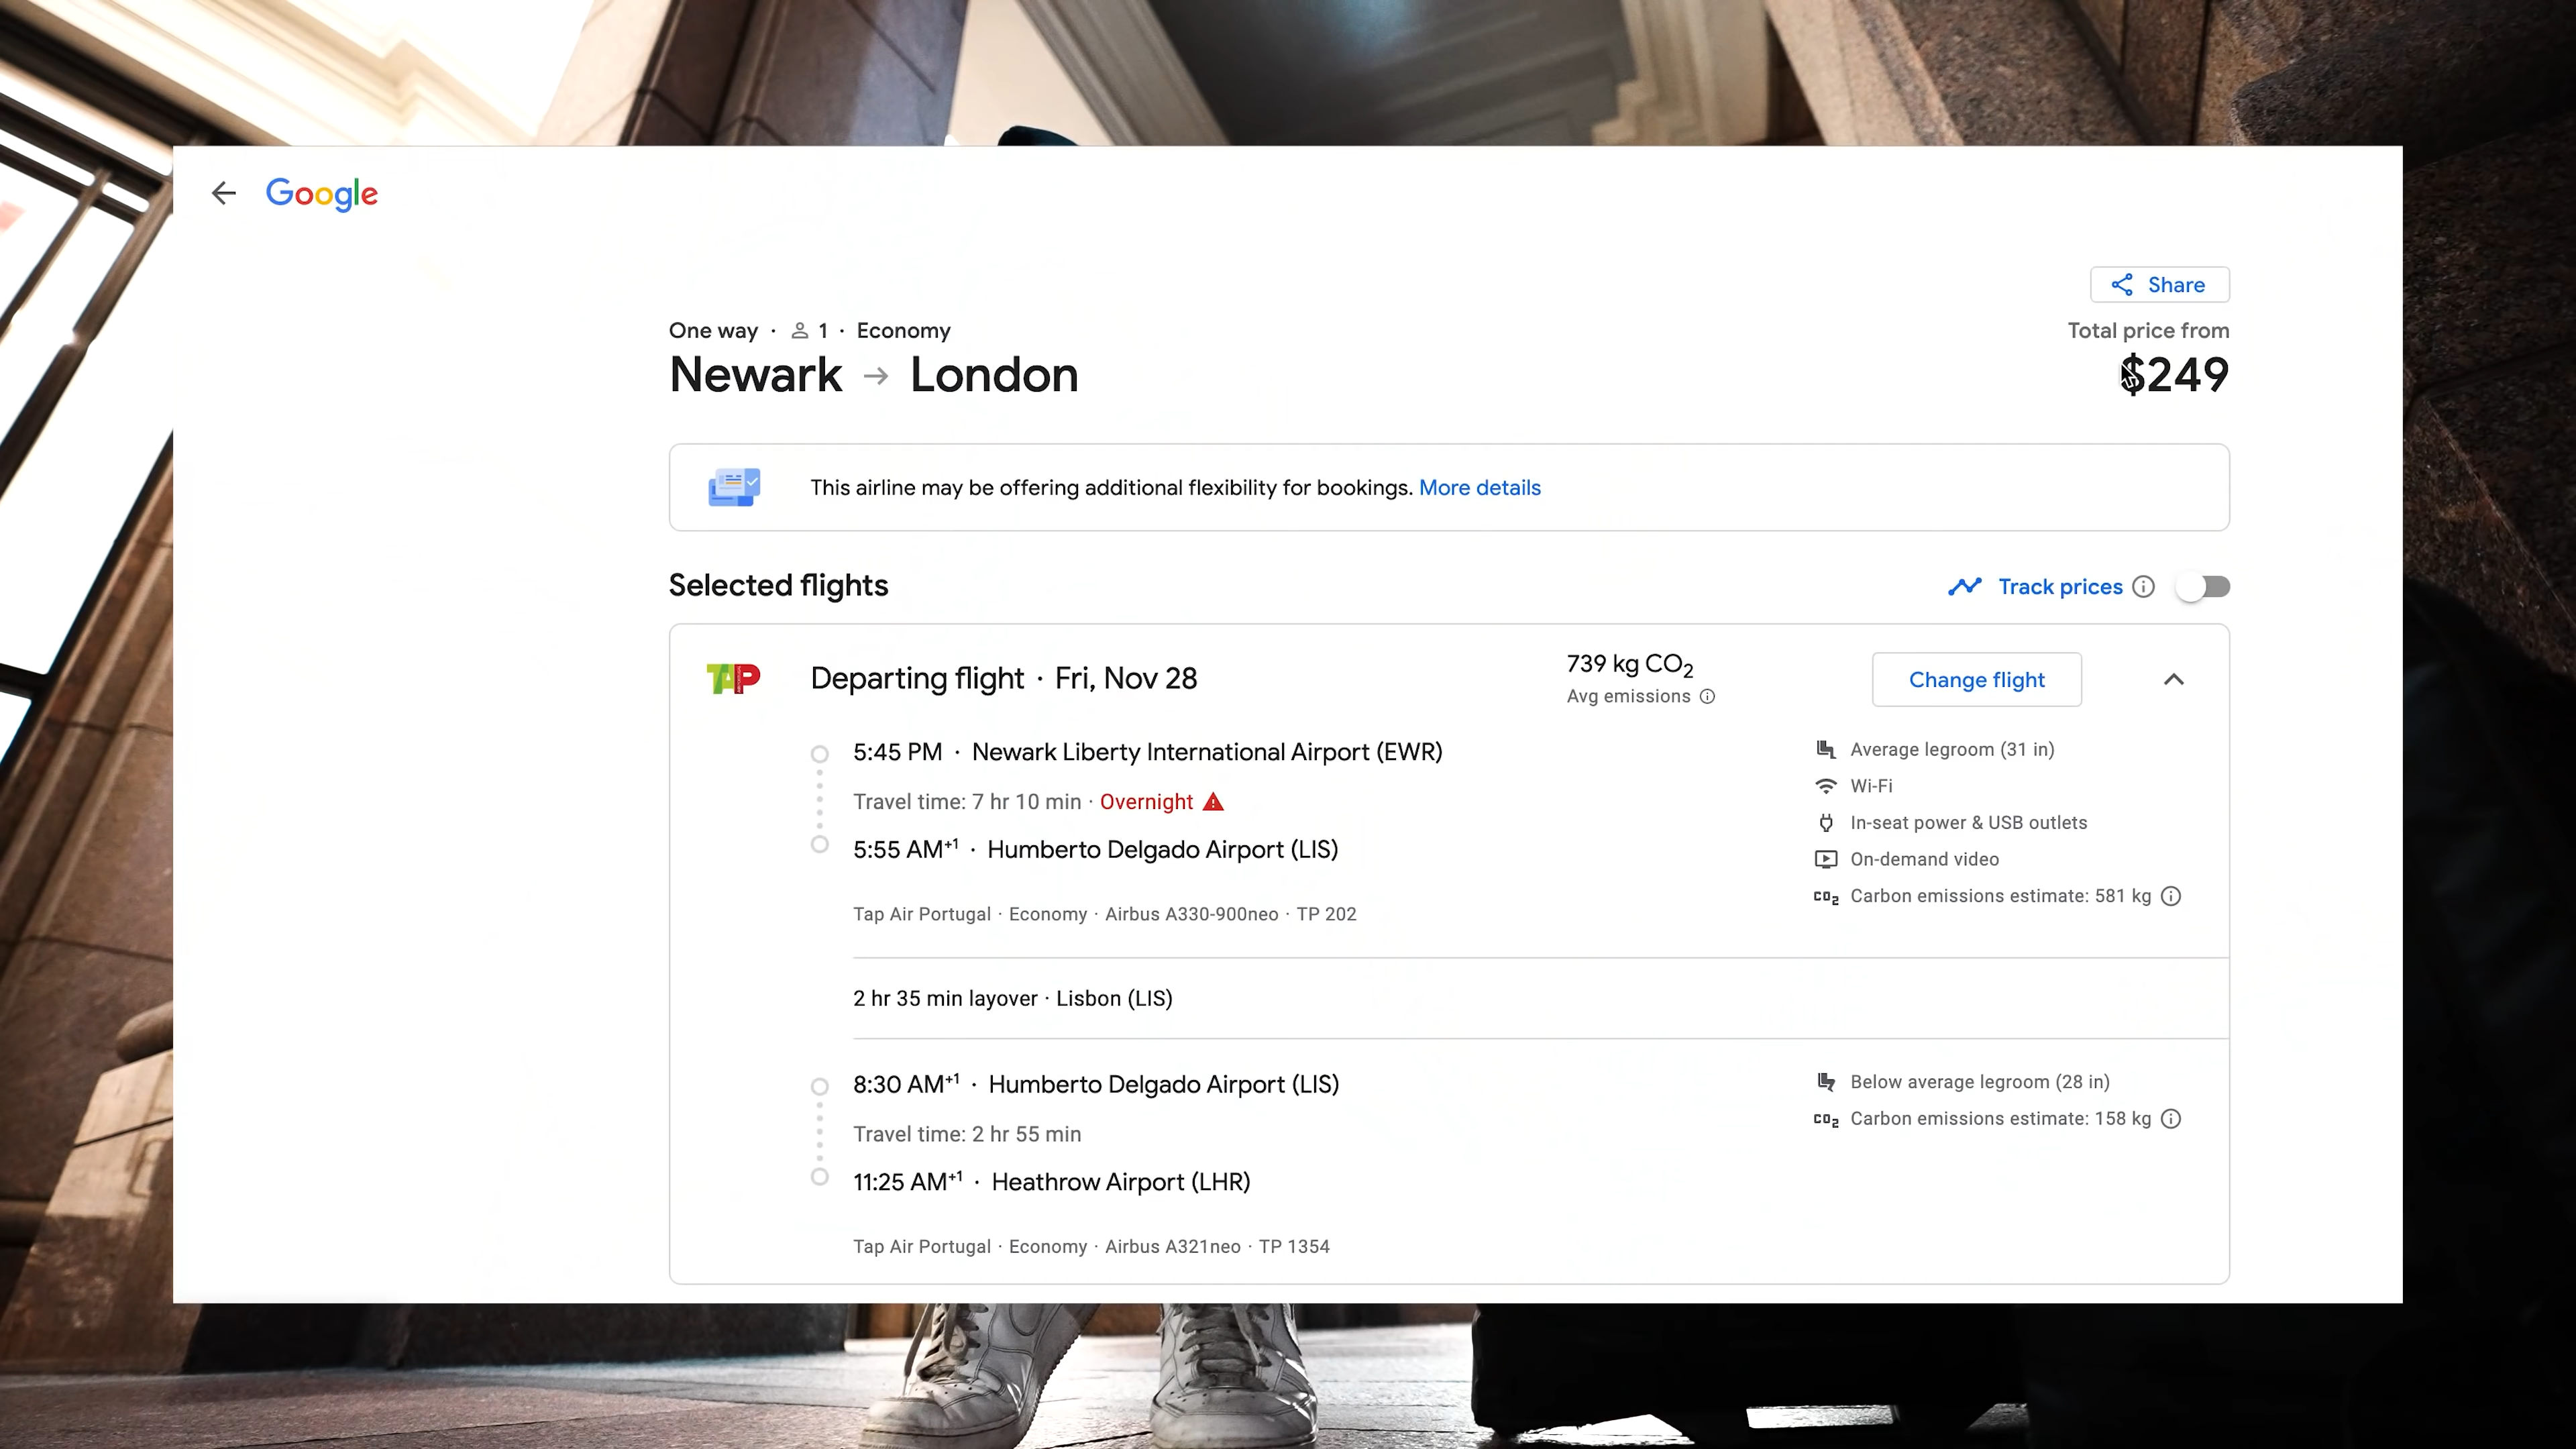 Google
Share
One way · 1 · Economy
Total price from
Newark → London
$249
This airline may be offering additional flexibility for bookings. More details
Selected flights
Track prices
TAP
Departing flight · Fri, Nov 28
739 kg CO2
Avg emissions
Change flight
5:45 PM · Newark Liberty International Airport (EWR)
Travel time: 7 hr 10 min · Overnight
5:55 AM+1 · Humberto Delgado Airport (LIS)
Tap Air Portugal · Economy · Airbus A330-900neo · TP 202
Average legroom (31 in)
Wi-Fi
In-seat power & USB outlets
On-demand video
CO2 Carbon emissions estimate: 581 kg
2 hr 35 min layover · Lisbon (LIS)
8:30 AM+1 · Humberto Delgado Airport (LIS)
Travel time: 2 hr 55 min
11:25 AM+1 · Heathrow Airport (LHR)
Tap Air Portugal · Economy · Airbus A321neo · TP 1354
Below average legroom (28 in)
CO2 Carbon emissions estimate: 158 kg